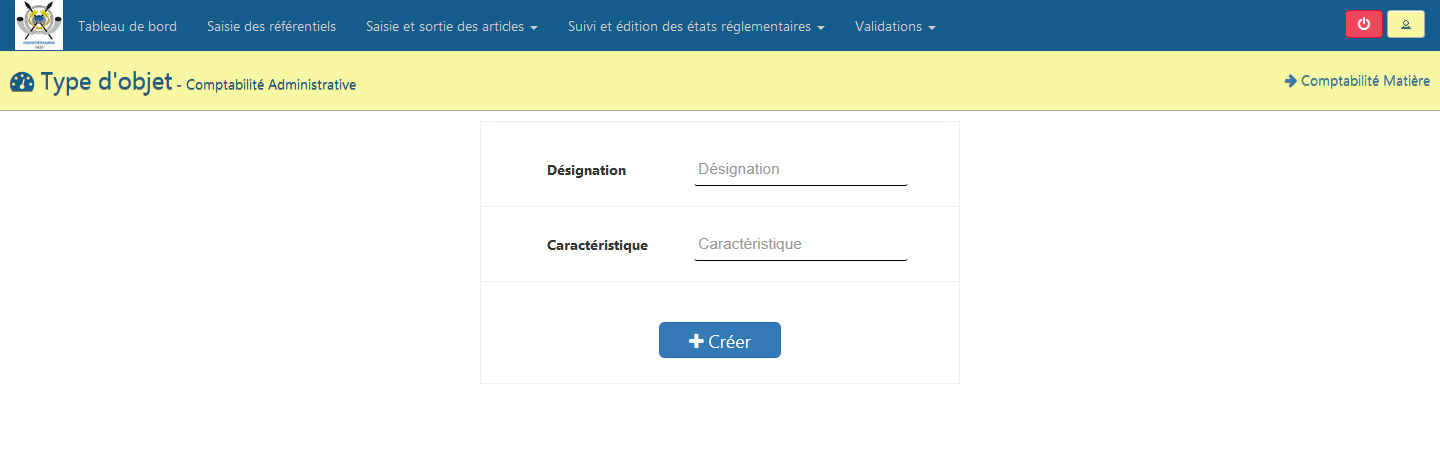 Tableau de bord Saisie des référentiels Saisie et sortie des articles Suivi et édition des états réglementaires Validations
Type d'objet - Comptabilité Administrative Comptabilité Matière
Désignation Désignation
Caractéristique Caractéristique
Créer